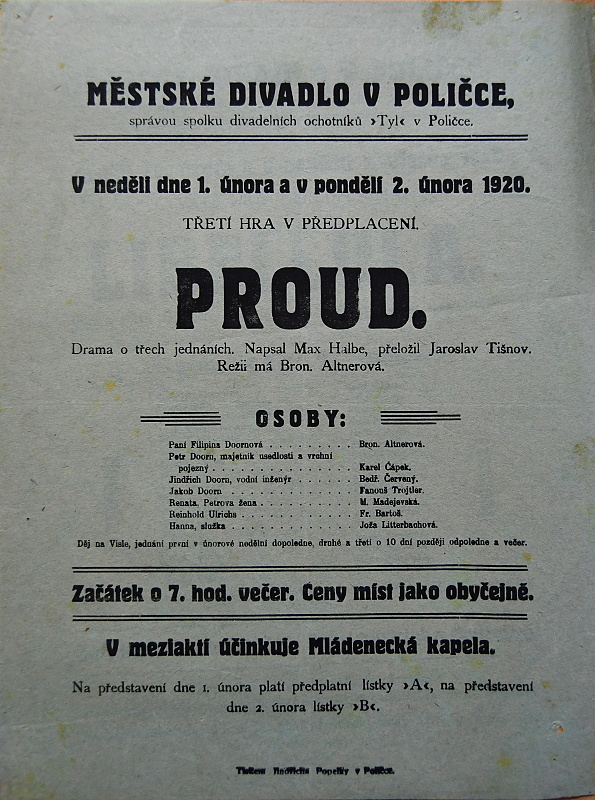 MĚSTSKÉ DIVADLO V POLIČCE,
správou spolku divadelních ochotníků ›Tyl‹ v Poličce.
V neděli dne 1. února a v pondělí 2. února 1920.
TŘETÍ HRA V PŘEDPLACENÍ.
PROUD.
Drama o třech jednáních. Napsal Max Halbe, přeložil Jaroslav Tišnov.
Režii má Bron. Altnerová.
OSOBY:
Paní Filipina Doornová . . . . . . . . . Bron. Altnerová.
Petr Doorn, majetník usedlosti a vrchní
pojezný . . . . . . . . . . . . . . . Karel Čápek.
Jindřich Doorn, vodní inženýr . . . . . . Bedř. Červený.
Jakob Doorn . . . . . . . . . . . . . . Fanouš Trojtler.
Renata, Petrova žena . . . . . . . . . . M. Madejevská.
Reinhold Ulrichs . . . . . . . . . . . . Fr. Bartoš.
Hanna, služka . . . . . . . . . . . . . Joža Litterbachová.
Děj na Visle, jednání první v únorové nedělní dopoledne, druhé a třetí o 10 dní později odpoledne a večer.
Začátek o 7. hod. večer. Ceny míst jako obyčejně.
V meziaktí účinkuje Mládenecká kapela.
Na představení dne 1. února platí předplatní lístky ›A‹, na představení
dne 2. února lístky ›B‹.
Tiskem Jindřicha Popelky v Poličce.